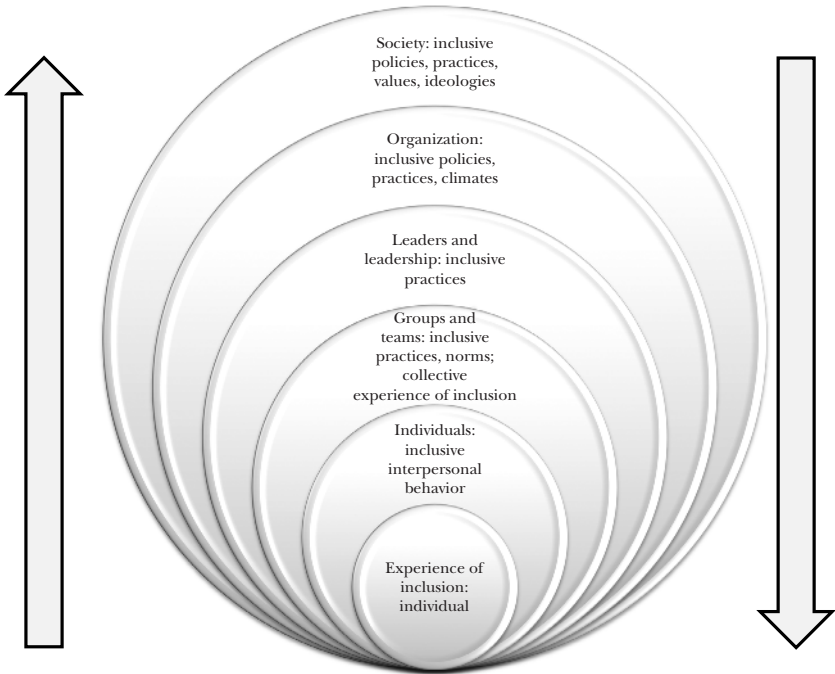 Society: inclusive
policies, practices,
values, ideologies
Organization:
inclusive policies,
practices, climates
Leaders and
leadership: inclusive
practices
Groups and
teams: inclusive
practices, norms;
collective
experience of inclusion
Individuals:
inclusive
interpersonal
behavior
Experience of
inclusion:
individual